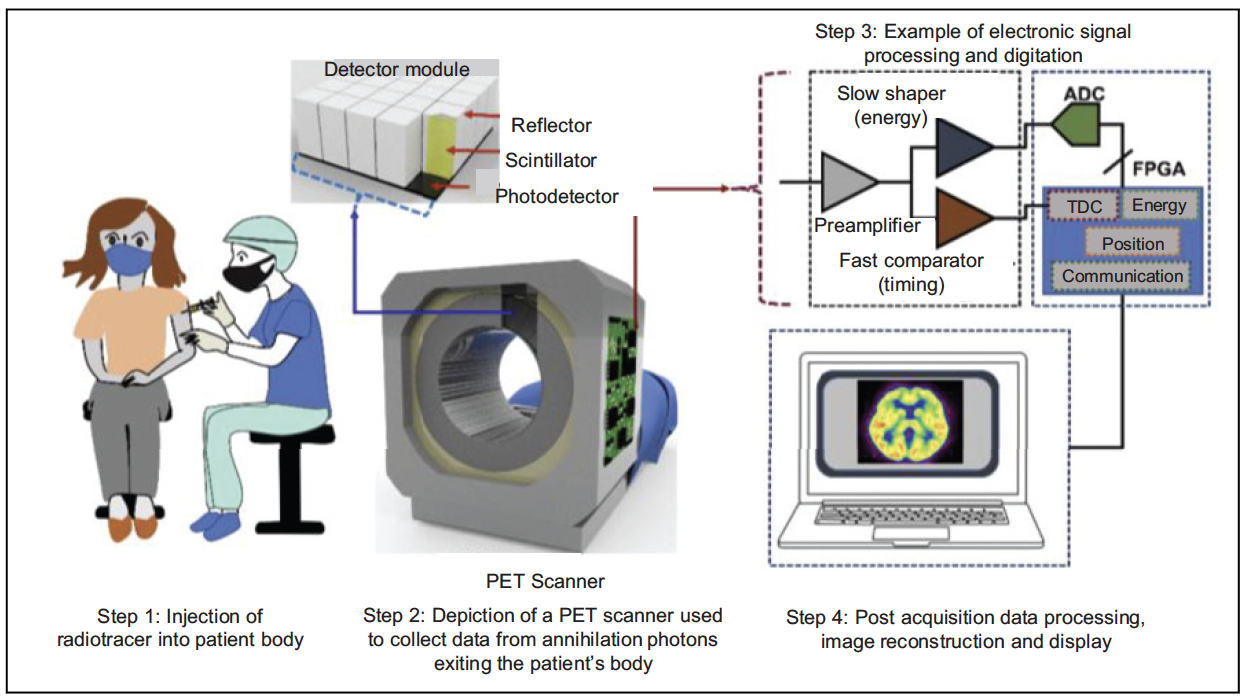 Step 3: Example of electronic signal
processing and digitation
Detector module
Reflector
Scintillator
Photodetector
Slow shaper
(energy)
ADC
FPGA
Preamplifier
TDC
Energy
Position
Communication
Fast comparator
(timing)
PET Scanner
Step 1: Injection of
radiotracer into patient body
Step 2: Depiction of a PET scanner used
to collect data from annihilation photons
exiting the patient's body
Step 4: Post acquisition data processing,
image reconstruction and display